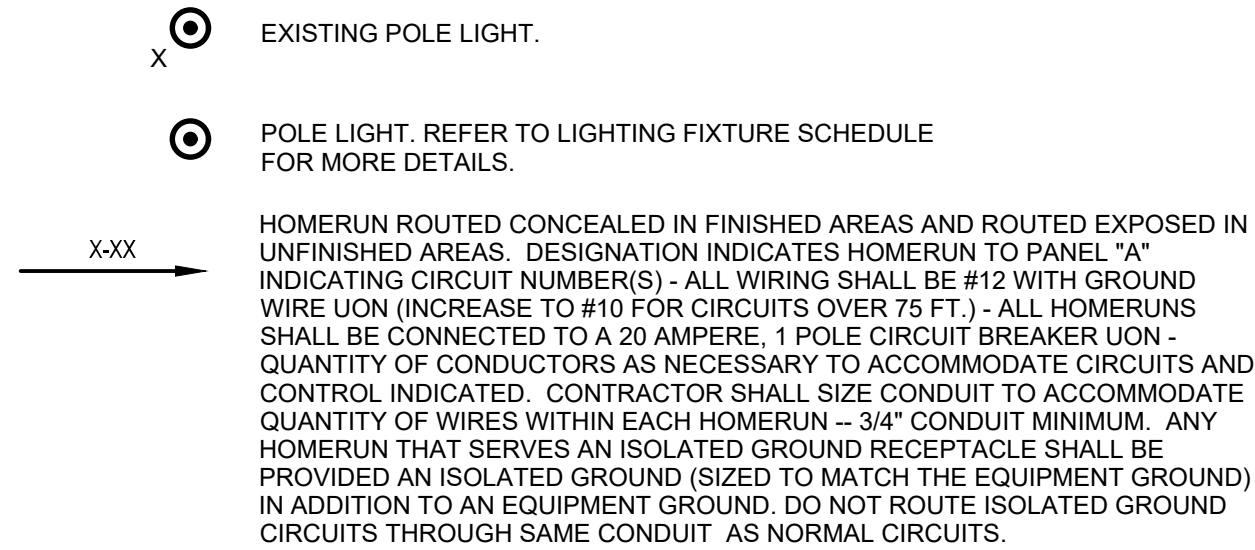 X
EXISTING POLE LIGHT.
POLE LIGHT. REFER TO LIGHTING FIXTURE SCHEDULE
FOR MORE DETAILS.
X-XX
HOMERUN ROUTED CONCEALED IN FINISHED AREAS AND ROUTED EXPOSED IN
UNFINISHED AREAS.  DESIGNATION INDICATES HOMERUN TO PANEL "A"
INDICATING CIRCUIT NUMBER(S) - ALL WIRING SHALL BE #12 WITH GROUND
WIRE UON (INCREASE TO #10 FOR CIRCUITS OVER 75 FT.) - ALL HOMERUNS
SHALL BE CONNECTED TO A 20 AMPERE, 1 POLE CIRCUIT BREAKER UON -
QUANTITY OF CONDUCTORS AS NECESSARY TO ACCOMMODATE CIRCUITS AND
CONTROL INDICATED.  CONTRACTOR SHALL SIZE CONDUIT TO ACCOMMODATE
QUANTITY OF WIRES WITHIN EACH HOMERUN -- 3/4" CONDUIT MINIMUM.  ANY
HOMERUN THAT SERVES AN ISOLATED GROUND RECEPTACLE SHALL BE
PROVIDED AN ISOLATED GROUND (SIZED TO MATCH THE EQUIPMENT GROUND)
IN ADDITION TO AN EQUIPMENT GROUND. DO NOT ROUTE ISOLATED GROUND
CIRCUITS THROUGH SAME CONDUIT  AS NORMAL CIRCUITS.